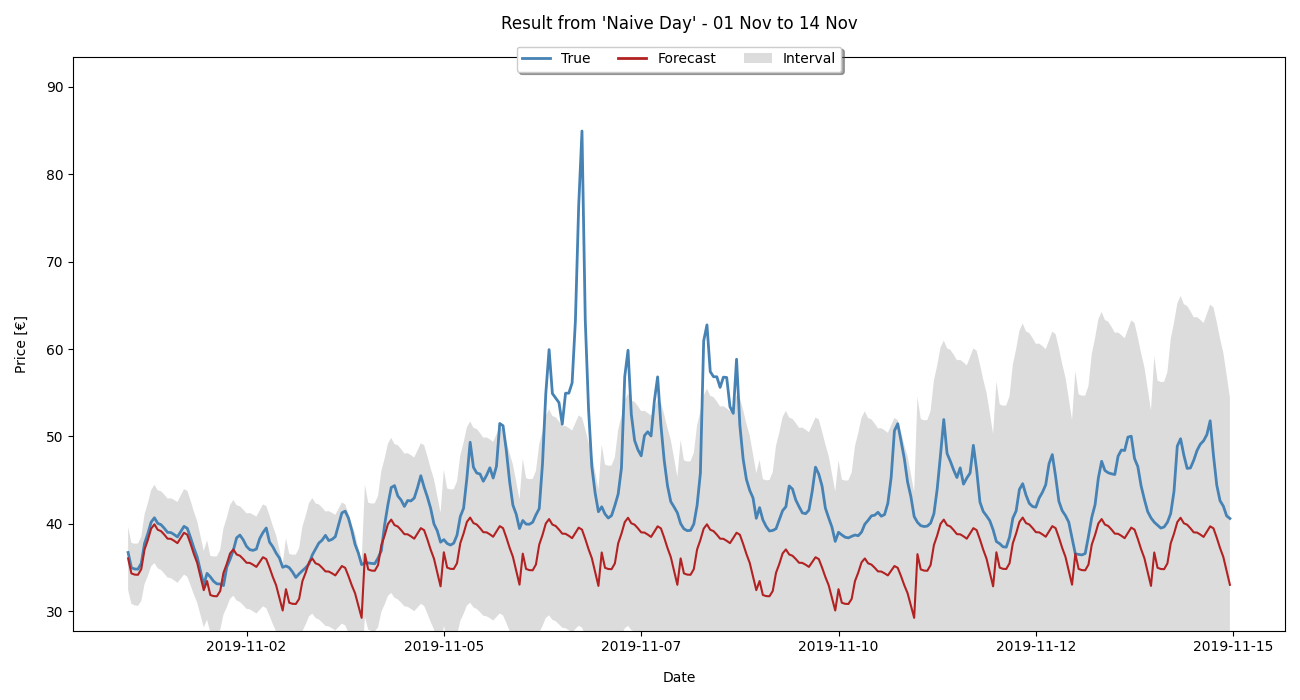 Result from 'Naive Day' - 01 Nov to 14 Nov
True Forecast Interval
90
80
70
60
50
40
30
Price [€]
2019-11-02 2019-11-05 2019-11-07 2019-11-10 2019-11-12 2019-11-15
Date